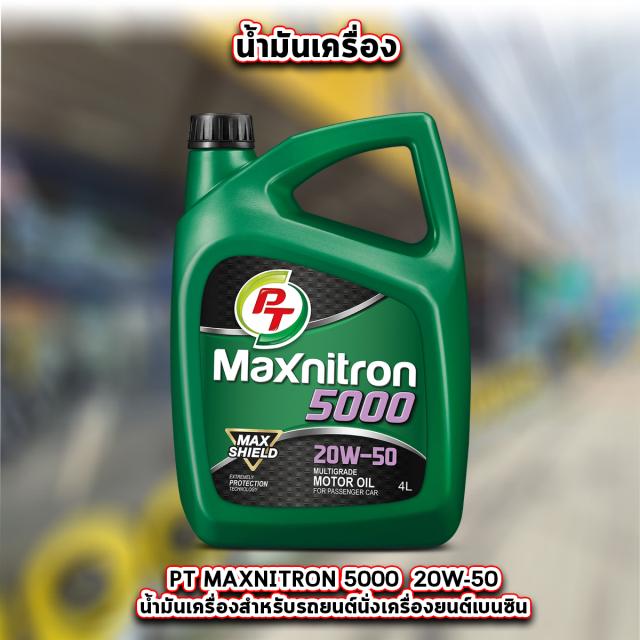 น้ำมันเครื่อง
PT
Maxnitron
5000
MAX
SHIELD
EXTREMELY
PROTECTION
TECHNOLOGY
20W-50
MULTIGRADE
MOTOR OIL
FOR PASSENGER CAR
4L
PT MAXNITRON 5000 20W-50
น้ำมันเครื่องสำหรับรถยนต์นั่งเครื่องยนต์เบนซิน